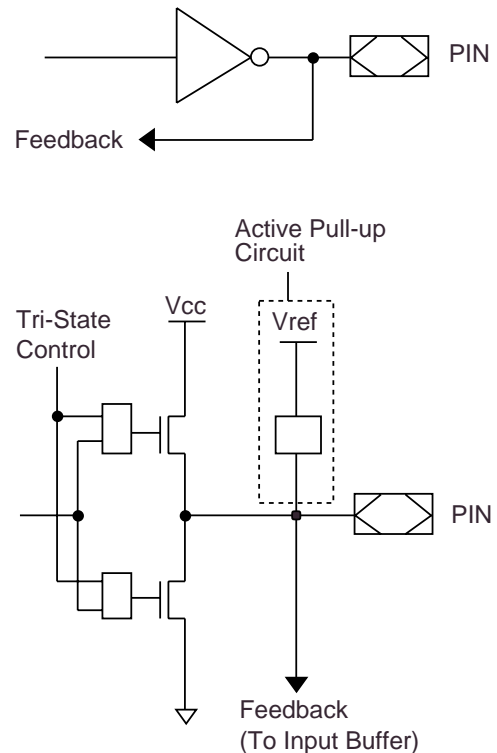 PIN
Feedback
Active Pull-up
Circuit
Vcc
Vref
Tri-State
Control
PIN
Feedback
(To Input Buffer)